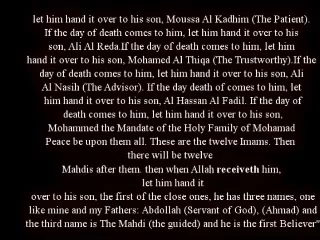 let him hand it over to his son, Moussa Al Kadhim (The Patient).
If the day of death comes to him, let him hand it over to his
son, Ali Al Reda.If the day of death comes to him, let him
hand it over to his son, Mohamed Al Thiqa (The Trustworthy).If the
day of death comes to him, let him hand it over to his son, Ali
Al Nasih (The Advisor). If the day of death comes of him, let
him hand it over to his son, Al Hassan Al Fadil. If the day of
death comes to him, let him hand it over to his son,
Mohammed the Mandate of the Holy Family of Mohamad
Peace be upon them all. These are the twelve Imams. Then
there will be twelve
Mahdis after them. then when Allah receiveth him,
let him hand it
over to his son, the first of the close ones, he has three names, one
like mine and my Fathers: Abdollah (Servant of God), (Ahmad) and
the third name is The Mahdi (the guided) and he is the first Believer"